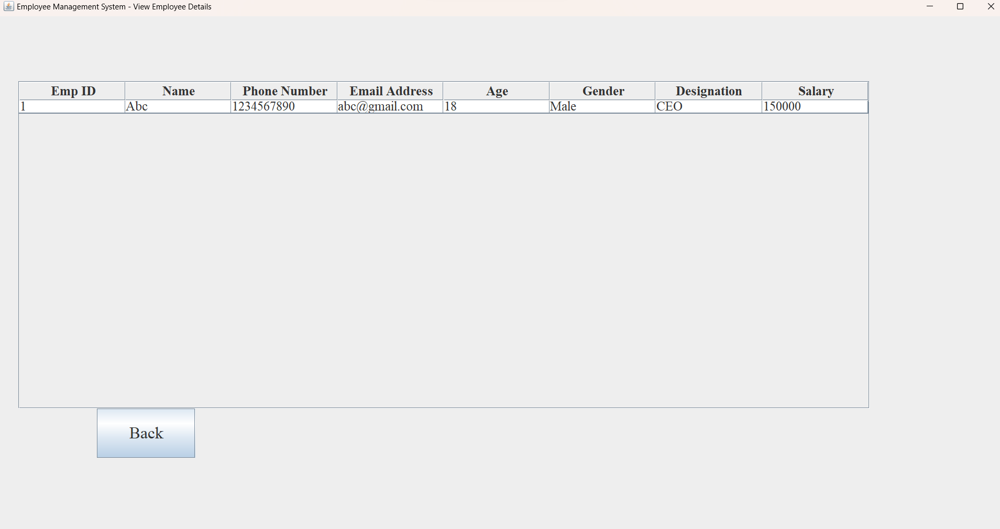 Employee Management System - View Employee Details
Emp ID Name Phone Number Email Address Age Gender Designation Salary
1 Abc 1234567890 abc@gmail.com 18 Male CEO 150000
Back